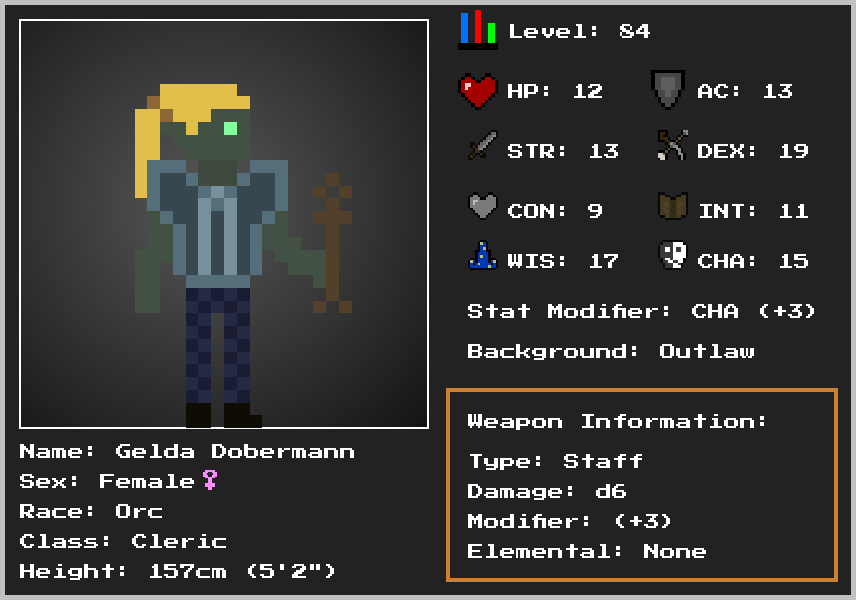 Level: 84
HP: 12
AC: 13
STR: 13
DEX: 19
CON: 9
INT: 11
WIS: 17
CHA: 15
Stat Modifier: CHA (+3)
Background: Outlaw
Weapon Information:
Type: Staff
Damage: d6
Modifier: (+3)
Elemental: None
Name: Gelda Dobermann
Sex: Female♀
Race: Orc
Class: Cleric
Height: 157cm (5'2")